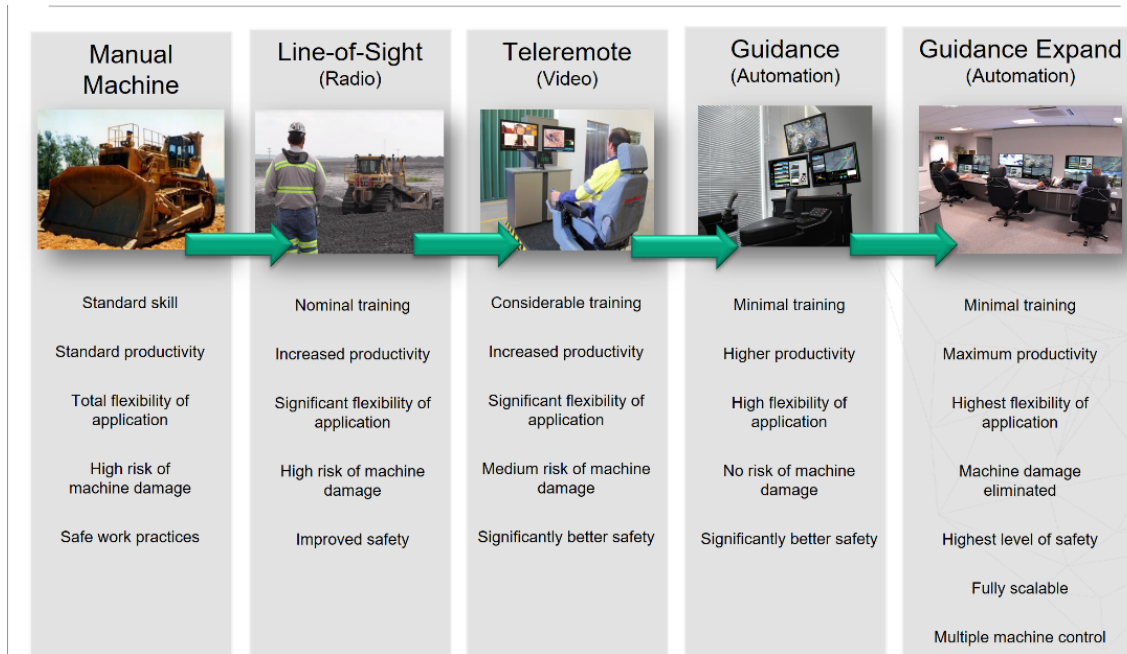 Manual
Machine
Standard skill
Standard productivity
Total flexibility of
application
High risk of
machine damage
Safe work practices
Line-of-Sight
(Radio)
Nominal training
Increased productivity
Significant flexibility of
application
High risk of machine
damage
Improved safety
Teleremote
(Video)
Considerable training
Increased productivity
Significant flexibility of
application
Medium risk of machine
damage
Significantly better safety
Guidance
(Automation)
Minimal training
Higher productivity
High flexibility of
application
No risk of machine
damage
Significantly better safety
Guidance Expand
(Automation)
Minimal training
Maximum productivity
Highest flexibility of
application
Machine damage
eliminated
Highest level of safety
Fully scalable
Multiple machine control